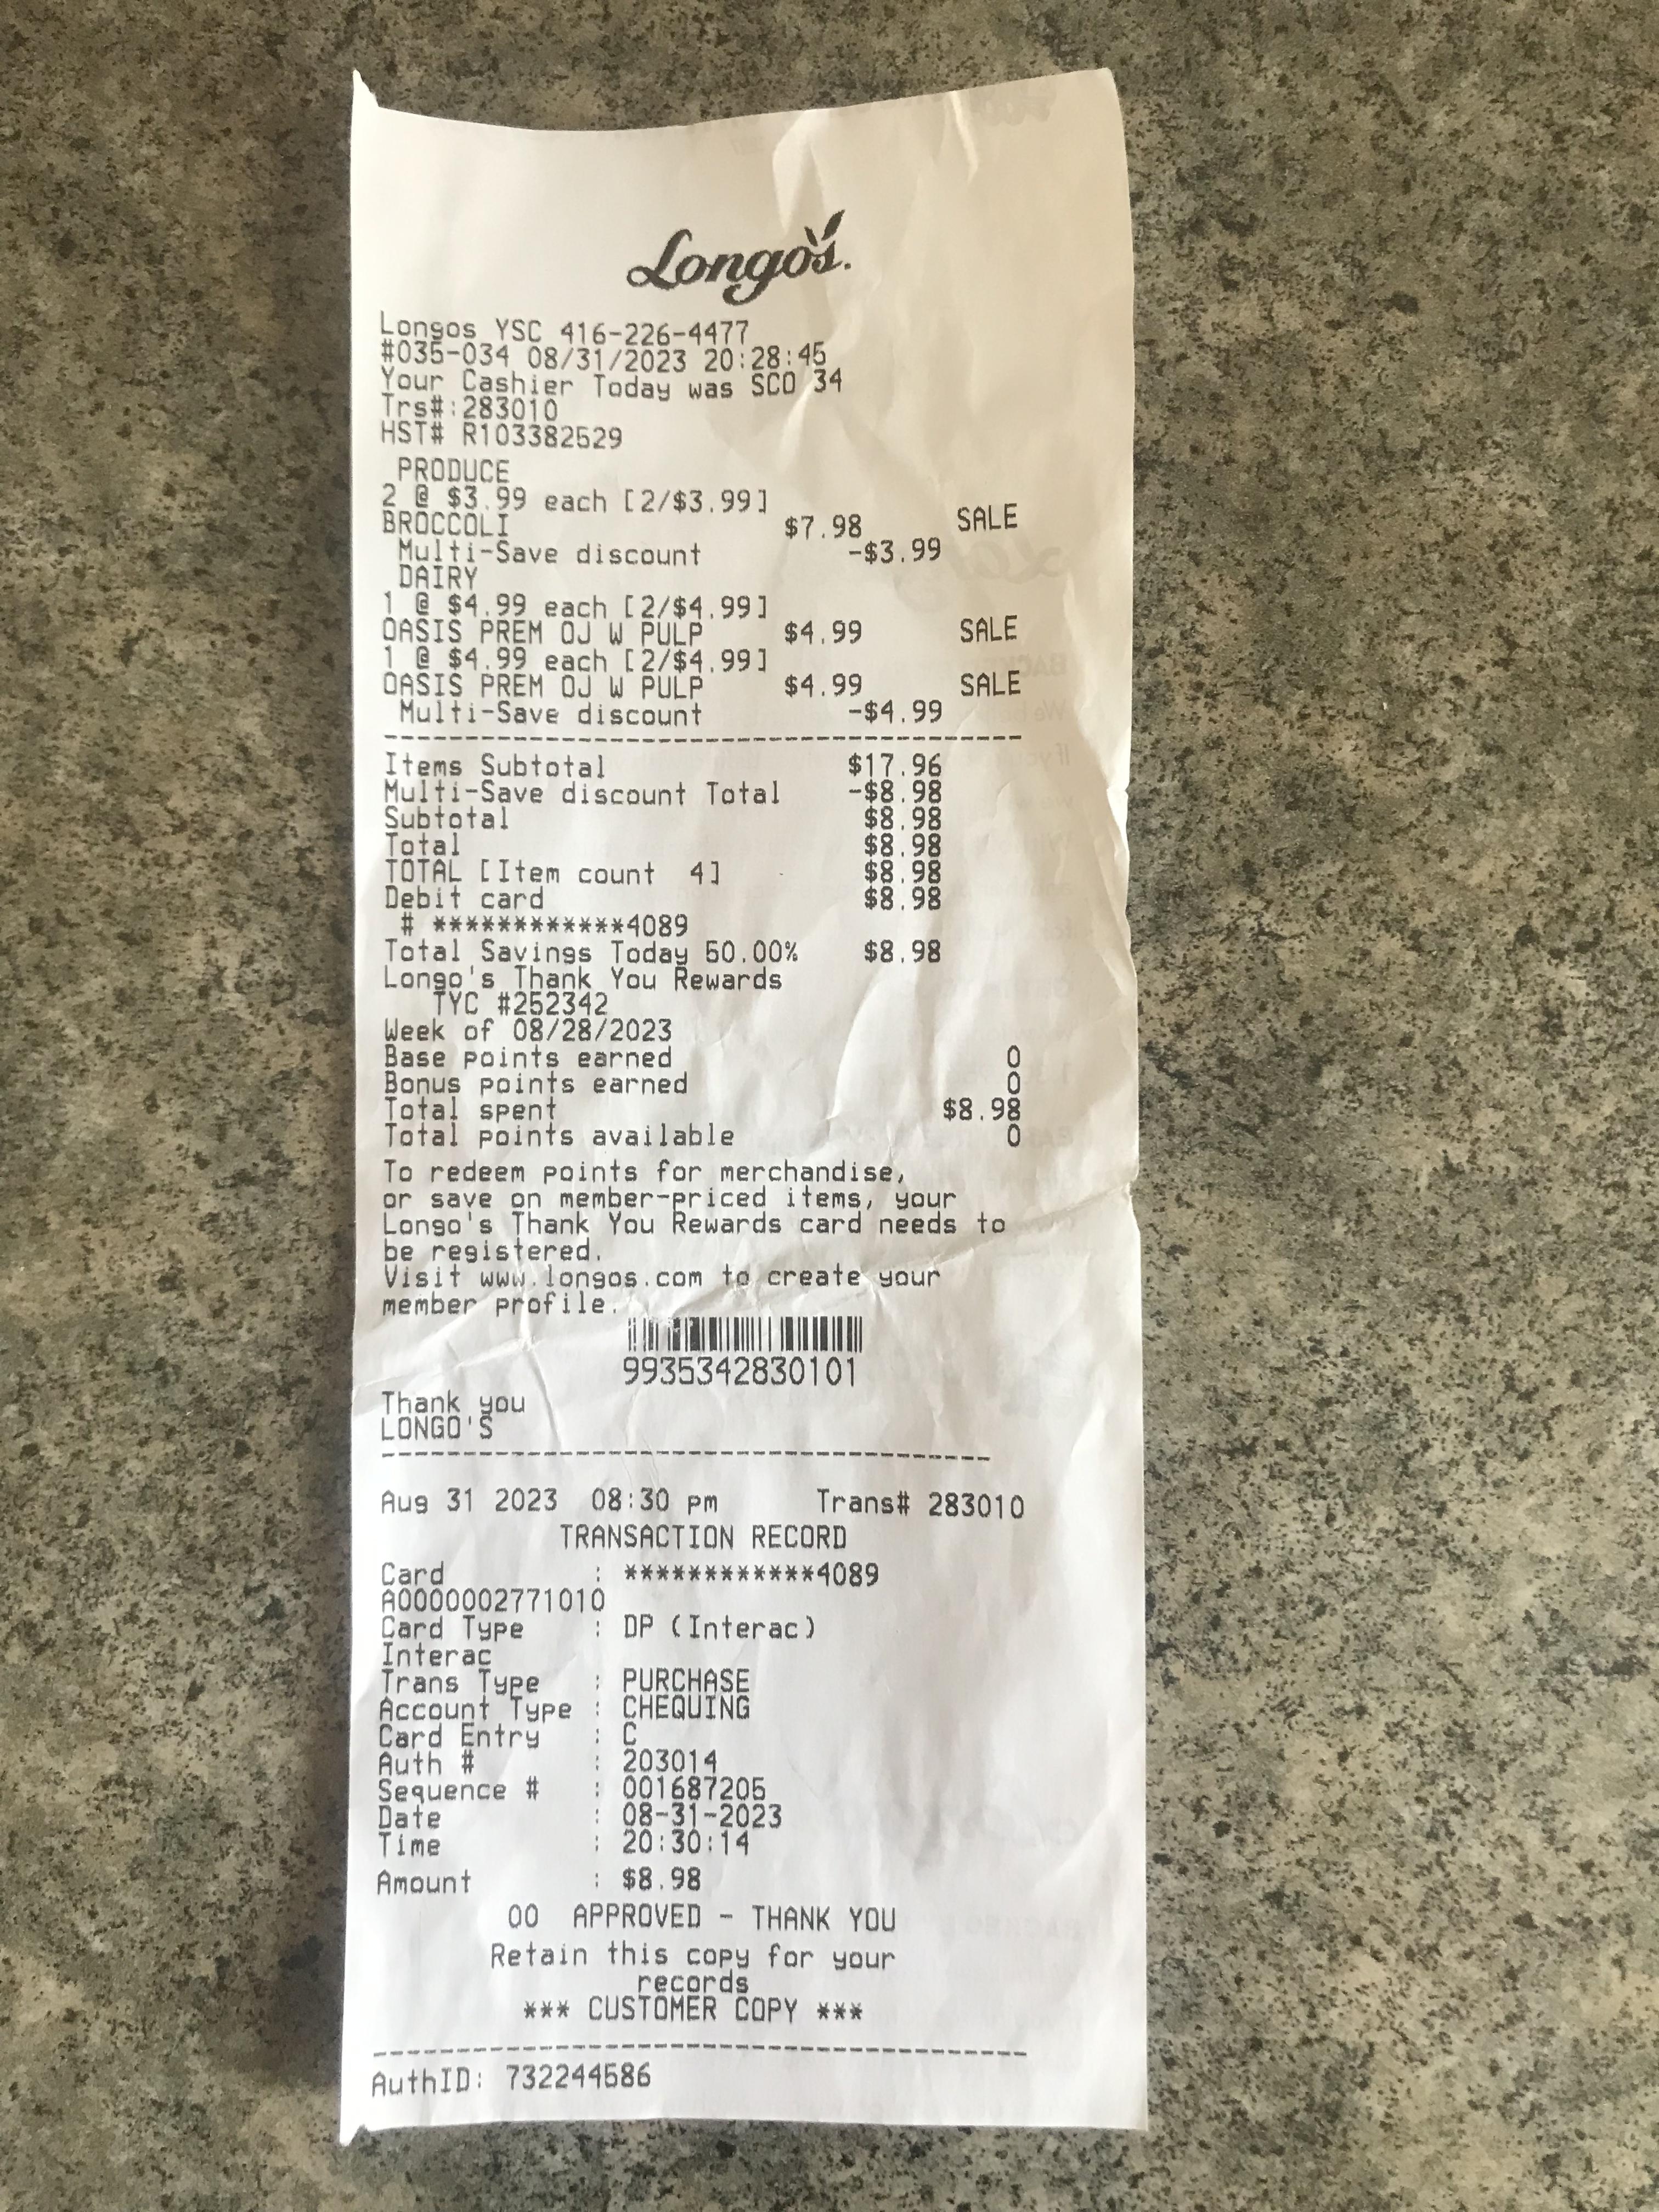 Longo's.
Longos YSC 416-226-4477
#035-034 08/31/2023 20:28:45
Your Cashier Today was SCO 34
Trs#:283010
HST# R103382529
PRODUCE
2 @ $3.99 each [2/$3.99]
BROCCOLI $7.98 SALE
Multi-Save discount -$3.99
DAIRY
1 @ $4.99 each [2/$4.99]
OASIS PREM OJ W PULP $4.99 SALE
1 @ $4.99 each [2/$4.99]
OASIS PREM OJ W PULP $4.99 SALE
Multi-Save discount -$4.99
Items Subtotal $17.96
Multi-Save discount Total -$8.98
Subtotal $8.98
Total $8.98
TOTAL [Item count 4] $8.98
Debit card $8.98
# ************4089
Total Savings Today 50.00% $8.98
Longo's Thank You Rewards
TYC #252342
Week of 08/28/2023
Base points earned 0
Bonus points earned 0
Total spent $8.98
Total points available 0
To redeem points for merchandise,
or save on member-priced items, your
Longo's Thank You Rewards card needs to
be registered.
Visit www.longos.com to create your
member profile.
9935342830101
Thank you
LONGO'S
Aug 31 2023 08:30 pm Trans# 283010
TRANSACTION RECORD
Card : ************4089
A0000002771010
Card Type : DP (Interac)
Interac
Trans Type : PURCHASE
Account Type : CHEQUING
Card Entry : C
Auth # : 203014
Sequence # : 001687205
Date : 08-31-2023
Time : 20:30:14
Amount : $8.98
00 APPROVED - THANK YOU
Retain this copy for your
records
*** CUSTOMER COPY ***
AuthID: 732244586